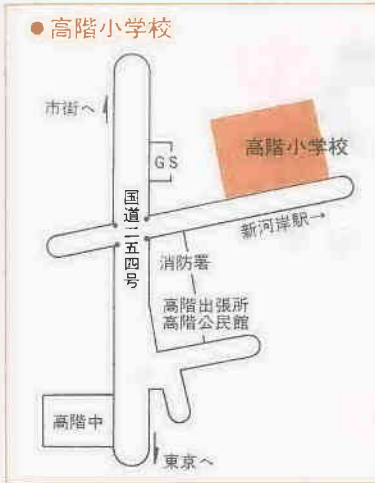 ● 高階小学校
市街へ
GS
高階小学校
国道二五四号
新河岸駅→
消防署
高階出張所
高階公民館
高階中
東京へ